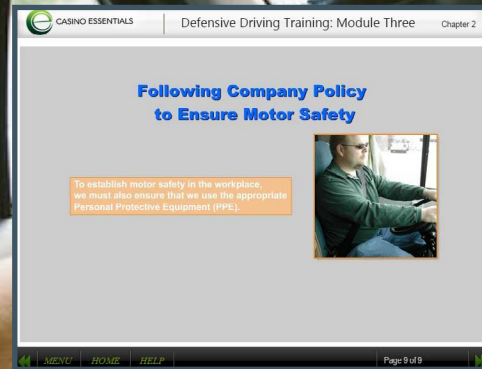 CASINO ESSENTIALS
Defensive Driving Training: Module Three
Chapter 2
Following Company Policy
to Ensure Motor Safety
To establish motor safety in the workplace,
we must also ensure that we use the appropriate
Personal Protective Equipment (PPE).
MENU HOME HELP
Page 9 of 9